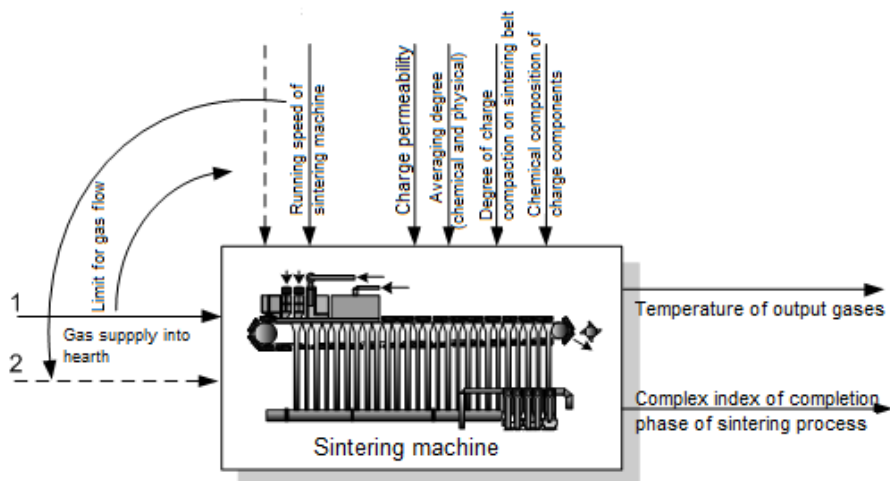 Running speed of
sintering machine
Charge permeability
Averaging degree
(chemical and physical)
Degree of charge
compaction on sintering belt
Chemical composition of
charge components
Limit for gas flow
1
Gas suppply into
hearth
2
Temperature of output gases
Complex index of completion
phase of sintering process
Sintering machine